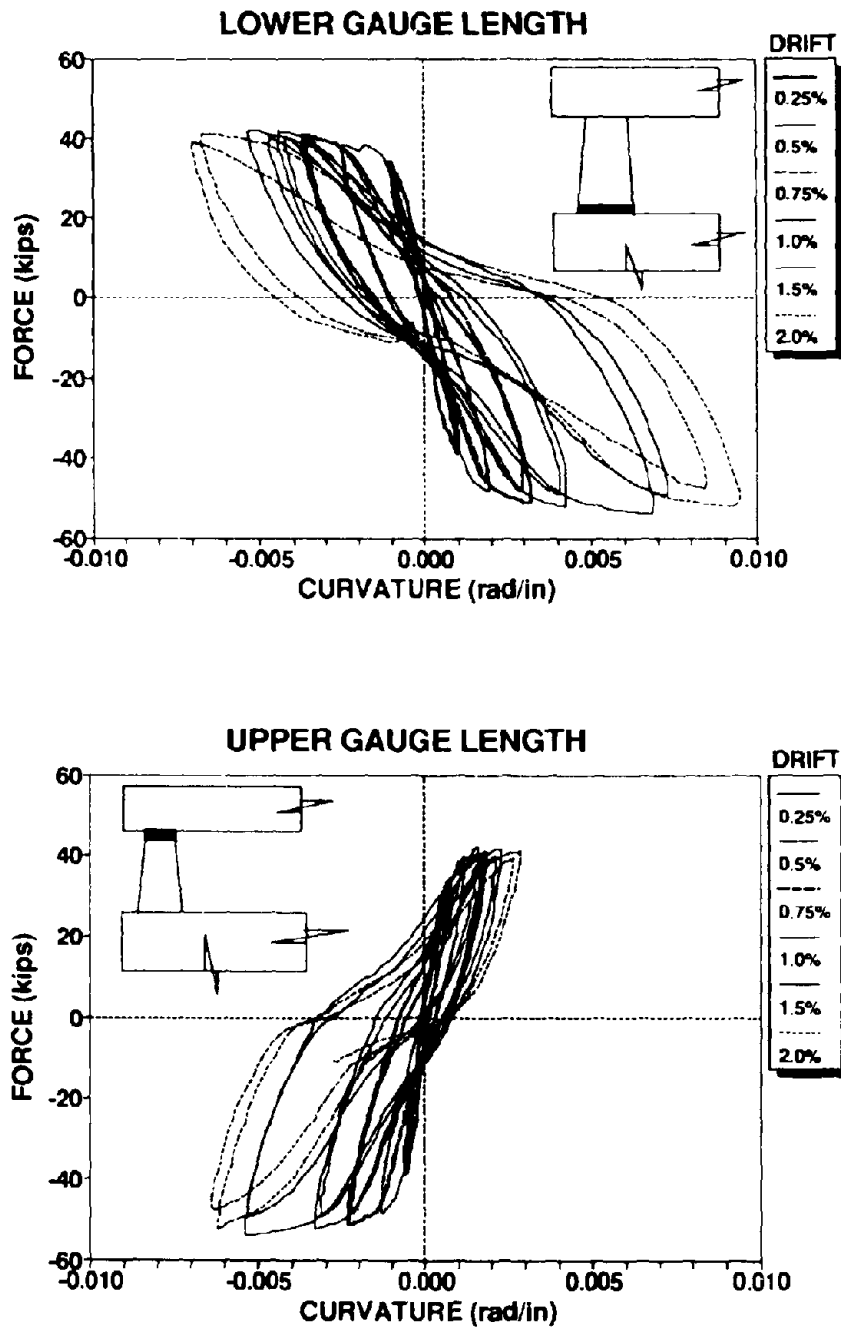 LOWER GAUGE LENGTH
DRIFT
0.25%
0.5%
0.75%
1.0%
1.5%
2.0%
FORCE (kips)
60
40
20
0
-20
-40
-60
-0.010 -0.005 0.000 0.005 0.010
CURVATURE (rad/in)
UPPER GAUGE LENGTH
DRIFT
0.25%
0.5%
0.75%
1.0%
1.5%
2.0%
FORCE (kips)
60
40
20
0
-20
-40
-60
-0.010 -0.005 0.000 0.005 0.010
CURVATURE (rad/in)